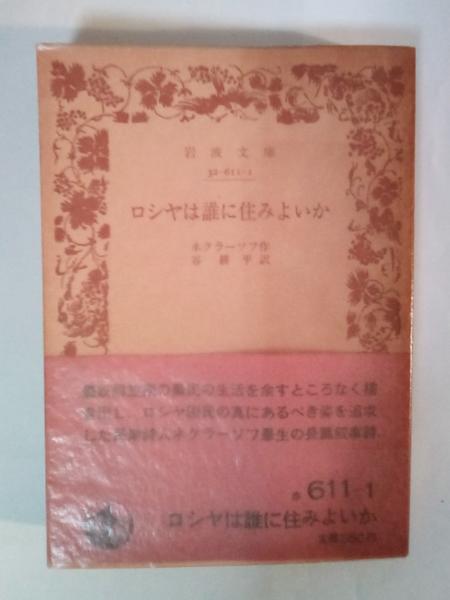 岩波文庫
32-611-1
ロシヤは誰に住みよいか
ネクラーソフ作
谷耕平訳
農奴解放後の農民の生活を余すところなく描
き出し、ロシヤ国民の真にあるべき姿を追求
した民衆詩人ネクラーソフ畢生の長篇叙事詩.
赤 611-1
ロシヤは誰に住みよいか